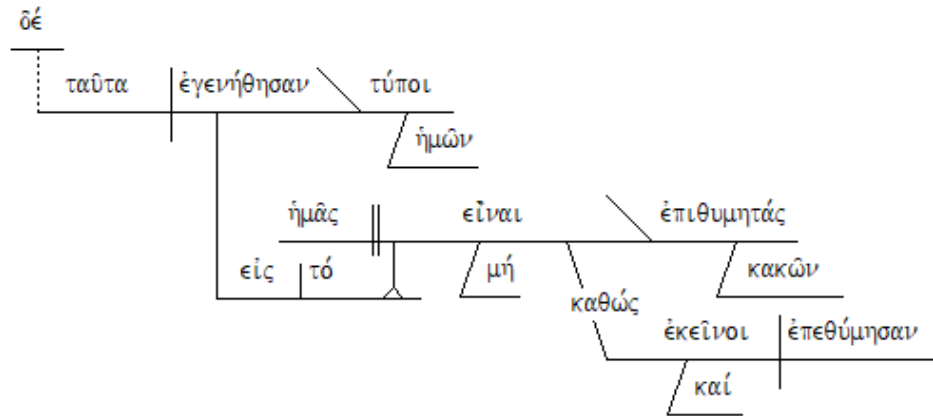 δέ
ταῦτα ἐγενήθησαν τύποι
ἡμῶν
ἡμᾶς εἶναι ἐπιθυμητάς
εἰς τό μή κακῶν
καθώς
ἐκεῖνοι ἐπεθύμησαν
καί